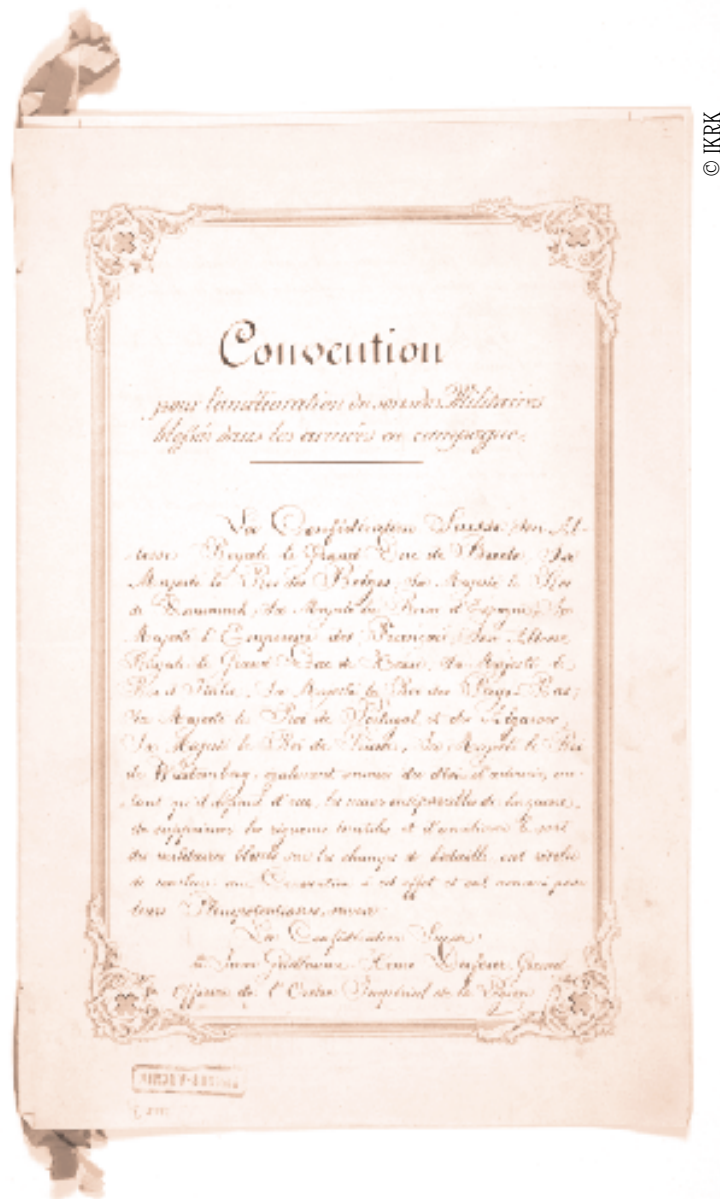 © IKRK
Convention
pour l'amélioration du sort des Militaires
blessés dans les armées en campagne.
La Confédération Suisse, Son Al-
tesse Royale le Grand Duc de Bade, Sa
Majesté le Roi des Belges, Sa Majesté le Roi
de Danemark, Sa Majesté la Reine d'Espagne, Sa
Majesté l'Empereur des Français, Son Altesse
Royale le Grand Duc de Hesse, Sa Majesté le
Roi d'Italie, Sa Majesté le Roi des Pays-Bas,
Sa Majesté le Roi de Portugal et des Algarves,
Sa Majesté le Roi de Prusse, Sa Majesté le Roi
de Würtemberg, également animés du désir d'adoucir, au-
tant qu'il dépend d'eux, les maux inséparables de la guerre,
de supprimer les rigueurs inutiles et d'améliorer le sort
des militaires blessés sur les champs de bataille, ont résolu
de conclure une Convention à cet effet et ont nommé pour
leurs Plénipotentiaires, savoir:
La Confédération Suisse:
le Sieur Guillaume Henri Dufour, Grand
Officier de l'Ordre Impérial de la Légion